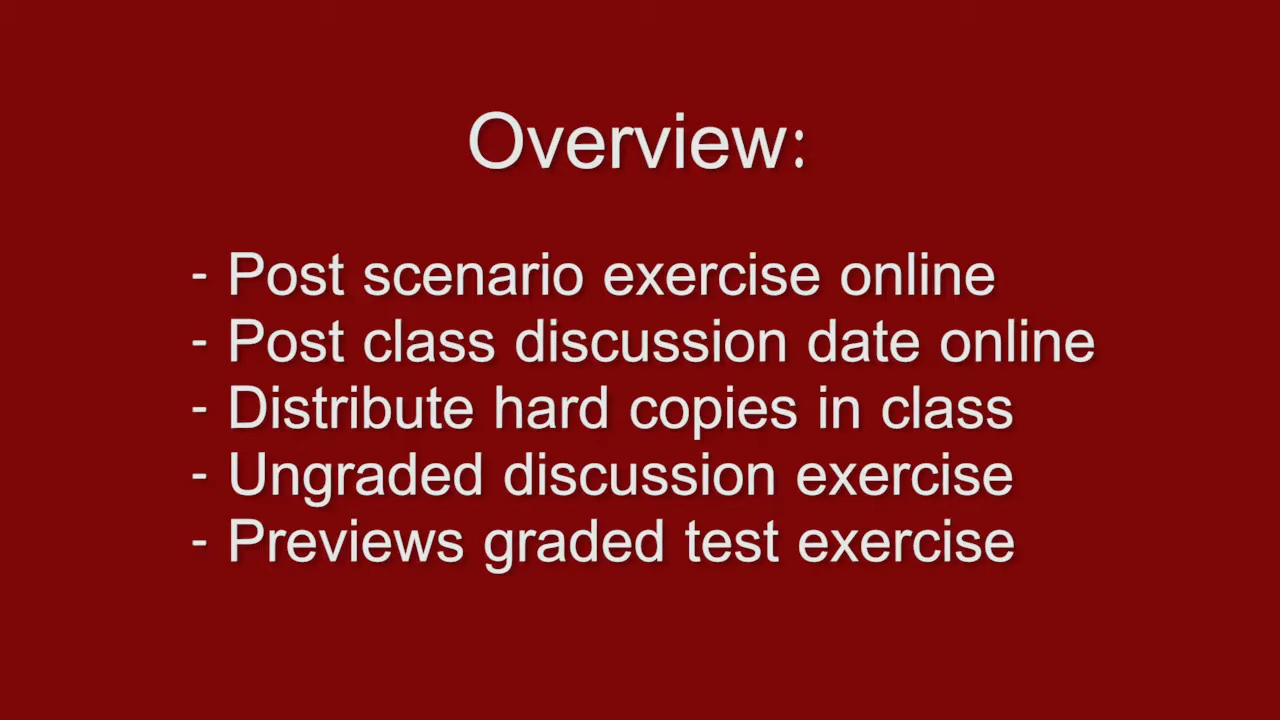 Overview:
- Post scenario exercise online
- Post class discussion date online
- Distribute hard copies in class
- Ungraded discussion exercise
- Previews graded test exercise